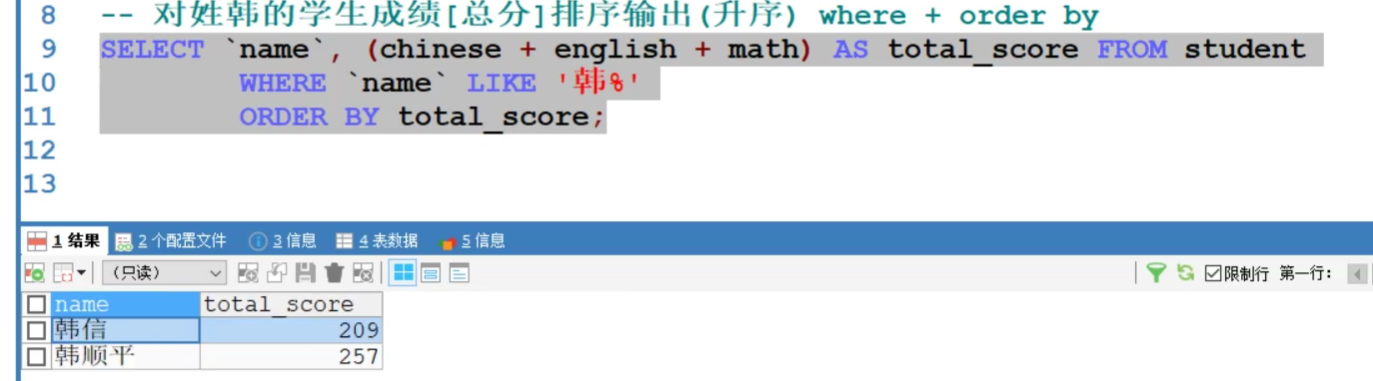 8 -- 对姓韩的学生成绩[总分]排序输出(升序) where + order by
9 SELECT `name`, (chinese + english + math) AS total_score FROM student
10 WHERE `name` LIKE '韩%'
11 ORDER BY total_score;
12
13
1 结果 2 个配置文件 3 信息 4 表数据 5 信息
(只读) 限制行 第一行:
name total_score
韩信 209
韩顺平 257